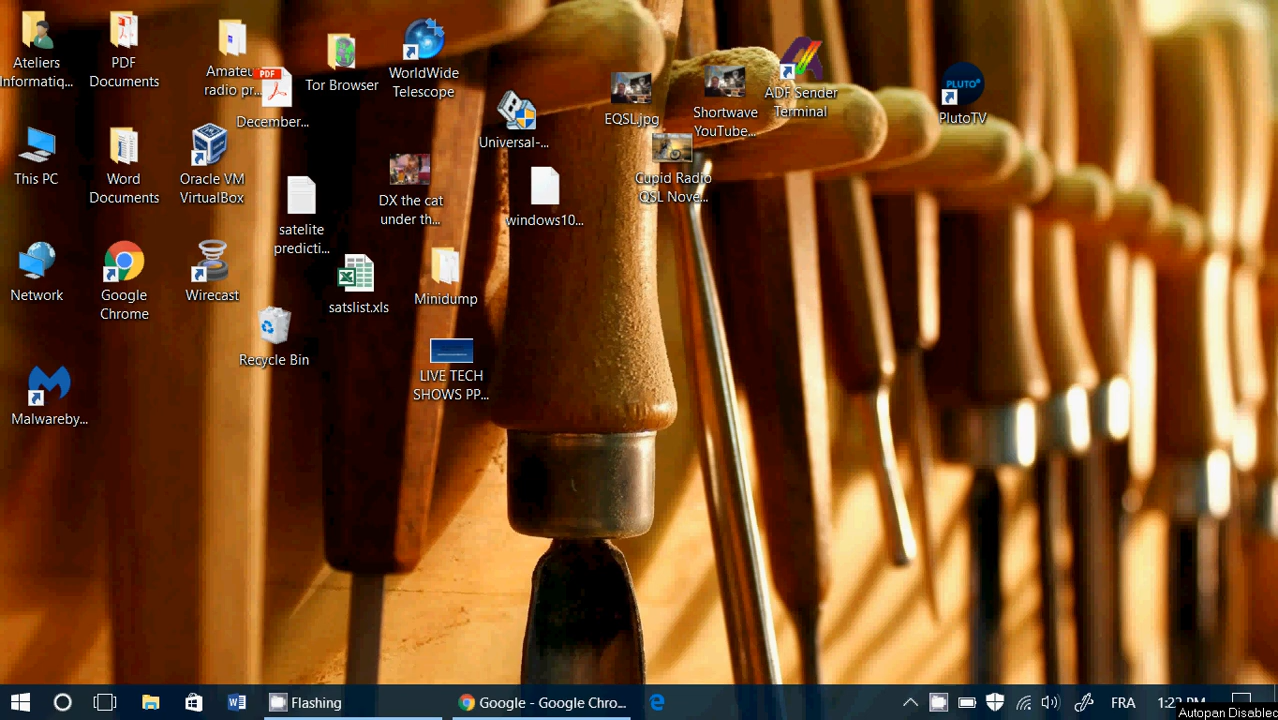 Ateliers
Informatiq...
PDF
Documents
Amateu
radio pr...
PDF
December...
Tor Browser
WorldWide
Telescope
Universal-...
EQSL.jpg
Shortwave
YouTube...
ADF Sender
Terminal
PLUTO
PlutoTV
This PC
Word
Documents
Oracle VM
VirtualBox
satelite
predicti...
DX the cat
under th...
windows10...
Cupid Radio
QSL Nove...
Network
Google
Chrome
Wirecast
satslist.xls
Minidump
Recycle Bin
LIVE TECH
SHOWS PP...
Malwareby...
Flashing
Google - Google Chro...
FRA
Autopan Disabled